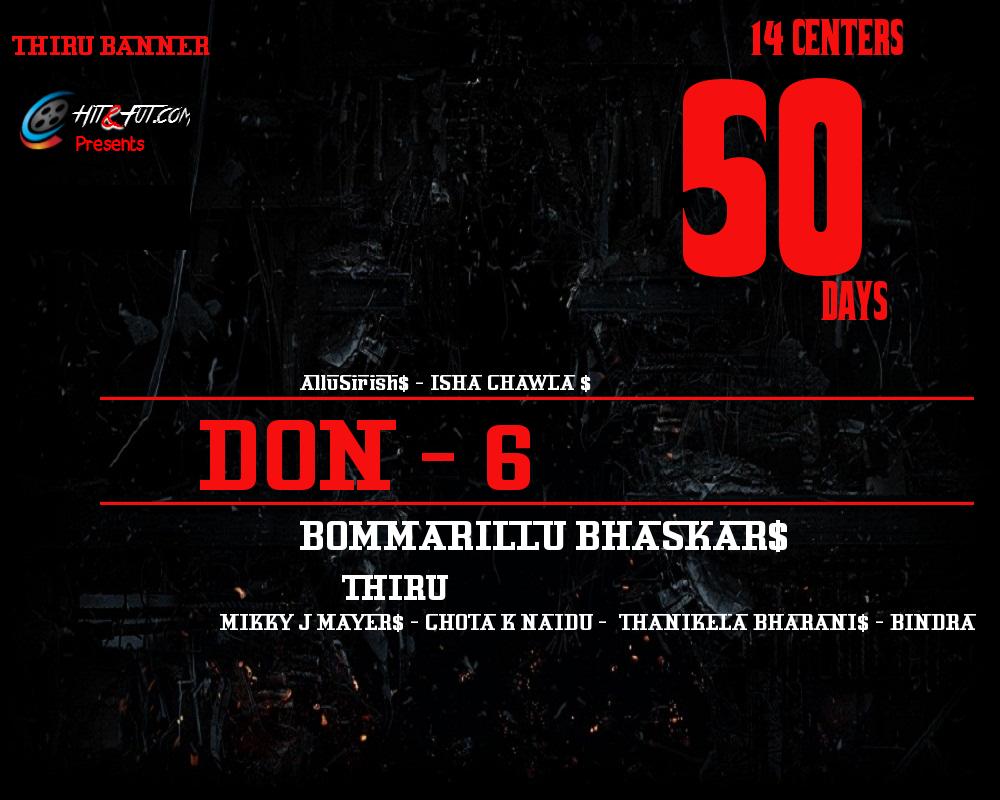 THIRU BANNER
14 CENTERS
HIT&FUT.COM
Presents
50
DAYS
AlluSirish$ - ISHA CHAWLA $
DON - 6
BOMMARILLU BHASKAR$
THIRU
MIKKY J MAYER$ - CHOTA K NAIDU - THANIKELA BHARANI$ - BINDRA